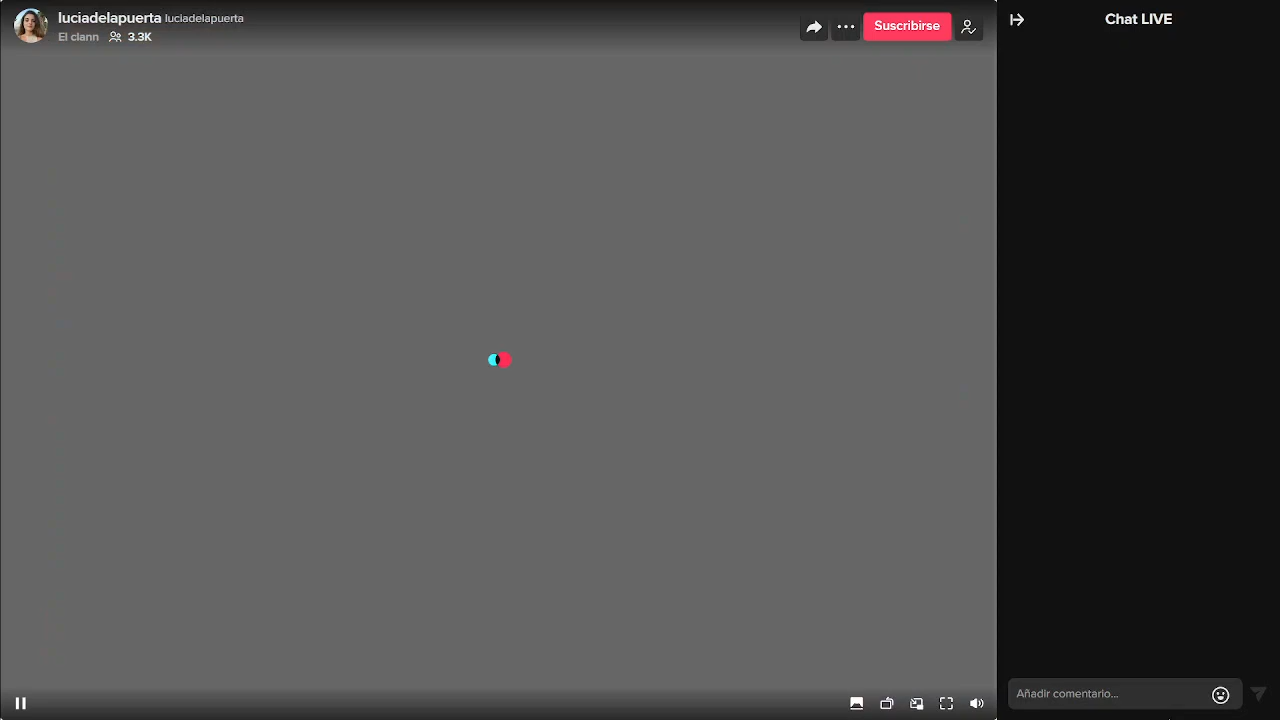 luciadelapuerta luciadelapuerta
El clann 3.3K
Suscribirse
Chat LIVE
Añadir comentario...